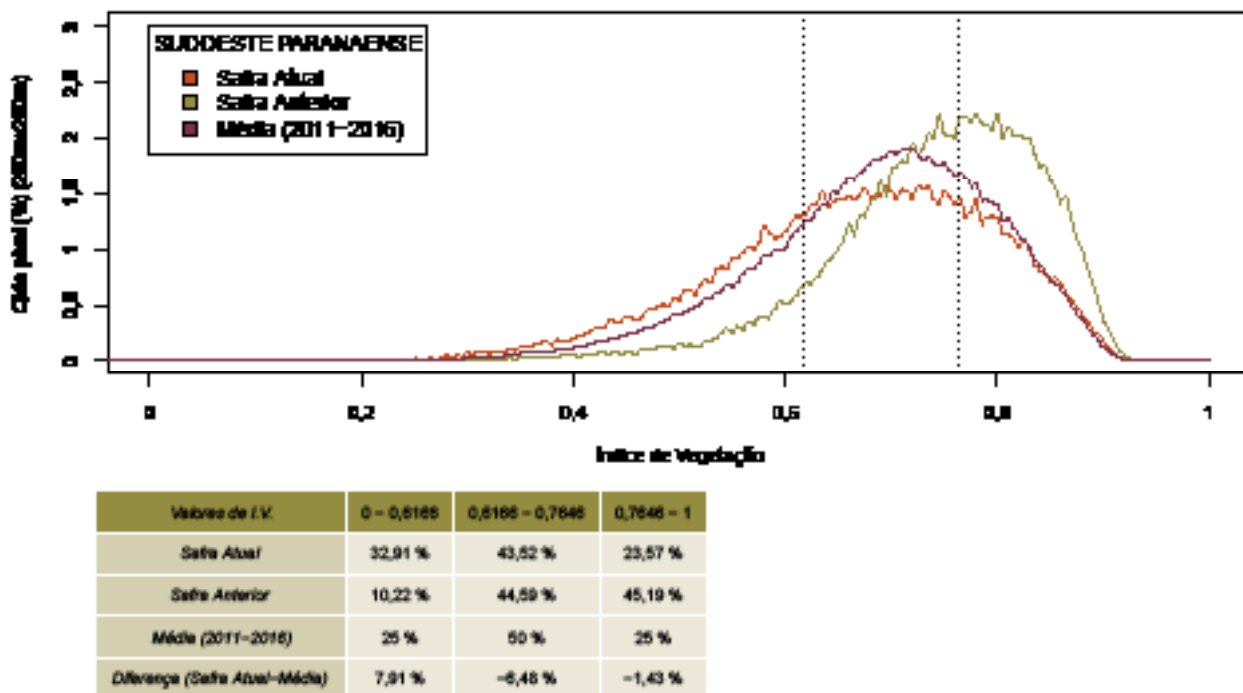 SUDOESTE PARANAENSE
Safra Atual
Safra Anterior
Média (2011-2016)
3
2,5
2
1,5
1
0,5
0
0
0,2
0,4
0,6
0,8
1
Índice de Vegetação
Valores de I.V. 0 - 0,6166 0,6166 - 0,7646 0,7646 - 1
Safra Atual 32,91 % 43,52 % 23,57 %
Safra Anterior 10,22 % 44,59 % 45,19 %
Média (2011-2016) 25 % 50 % 25 %
Diferença (Safra Atual-Média) 7,91 % -6,48 % -1,43 %